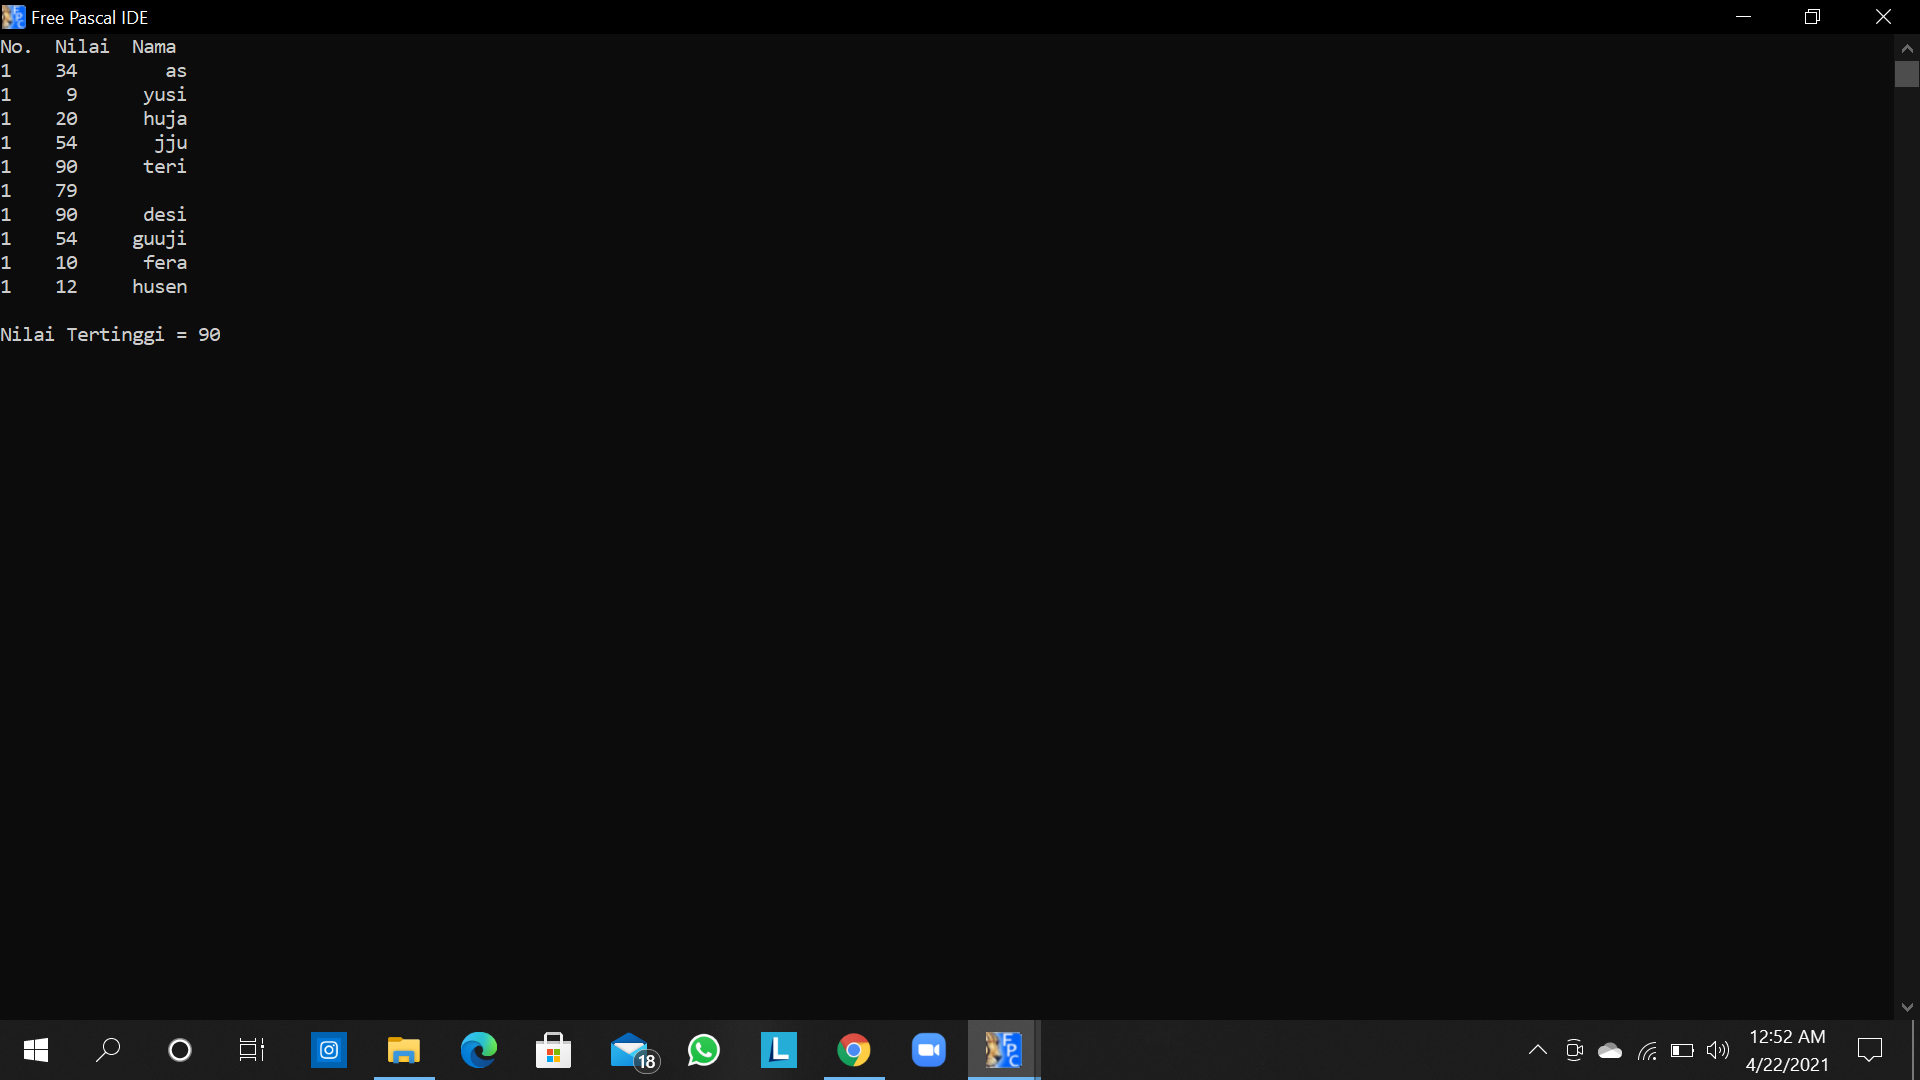 Free Pascal IDE
No. Nilai Nama
1 34 as
1 9 yusi
1 20 huja
1 54 jju
1 90 teri
1 79
1 90 desi
1 54 guuji
1 10 fera
1 12 husen
Nilai Tertinggi = 90
L
18
FPC
12:52 AM
4/22/2021